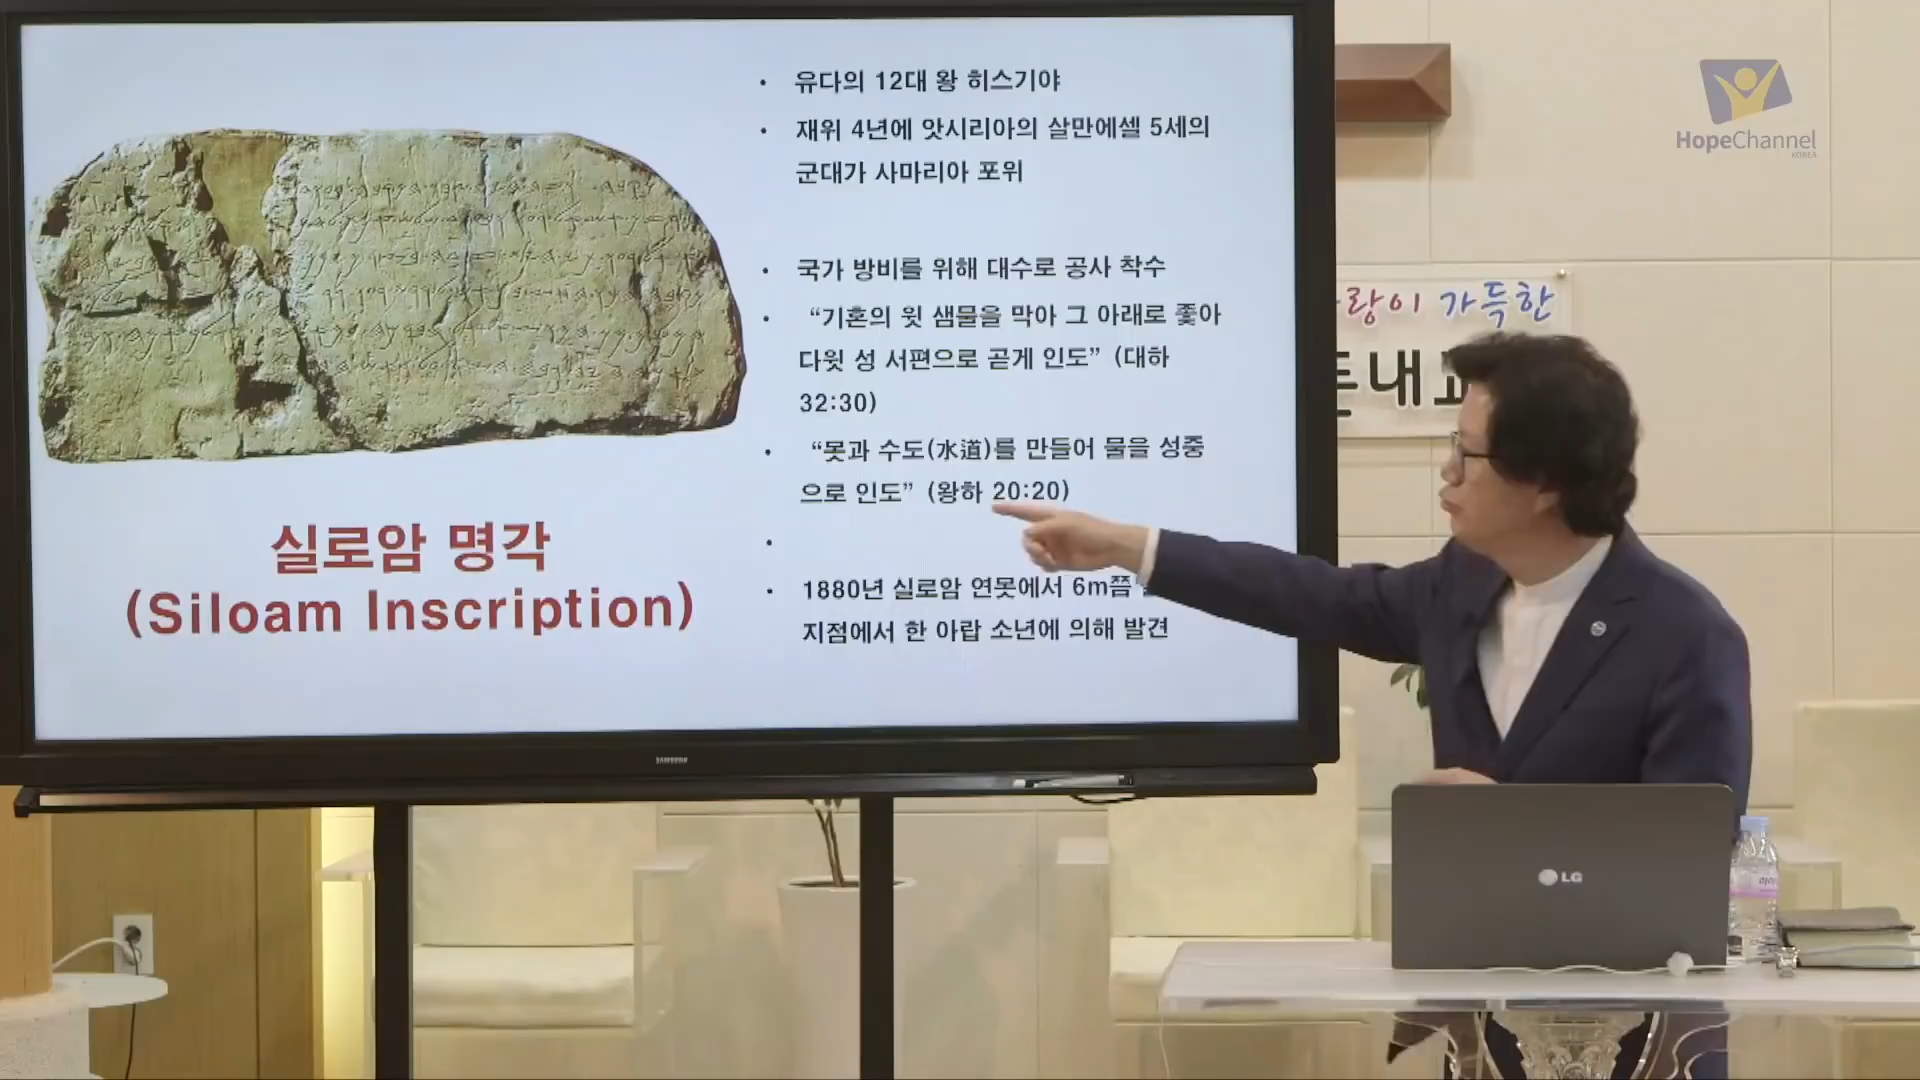 유다의 12대 왕 히스기야
재위 4년에 앗시리아의 살만에셀 5세의
군대가 사마리아 포위
국가 방비를 위해 대수로 공사 착수
“기혼의 윗 샘물을 막아 그 아래로 좇아
다윗 성 서편으로 곧게 인도” (대하
32:30)
“못과 수도(水道)를 만들어 물을 성중
으로 인도” (왕하 20:20)
1880년 실로암 연못에서 6m쯤
지점에서 한 아랍 소년에 의해 발견
실로암 명각
(Siloam Inscription)
SAMSUNG
HopeChannel
KOREA
가득한
LG